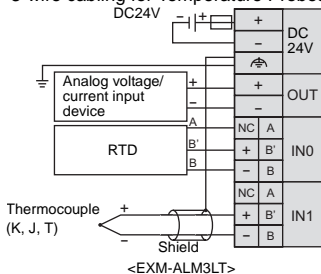 3-wire cabling for Temperature Probes
DC24V
− + + DC
− 24V
Analog voltage/ + + OUT
current input − −
device
A NC A
RTD B' + B' IN0
B − B
NC A
Thermocouple + + B' IN1
(K, J, T) − − B
Shield
<EXM-ALM3LT>